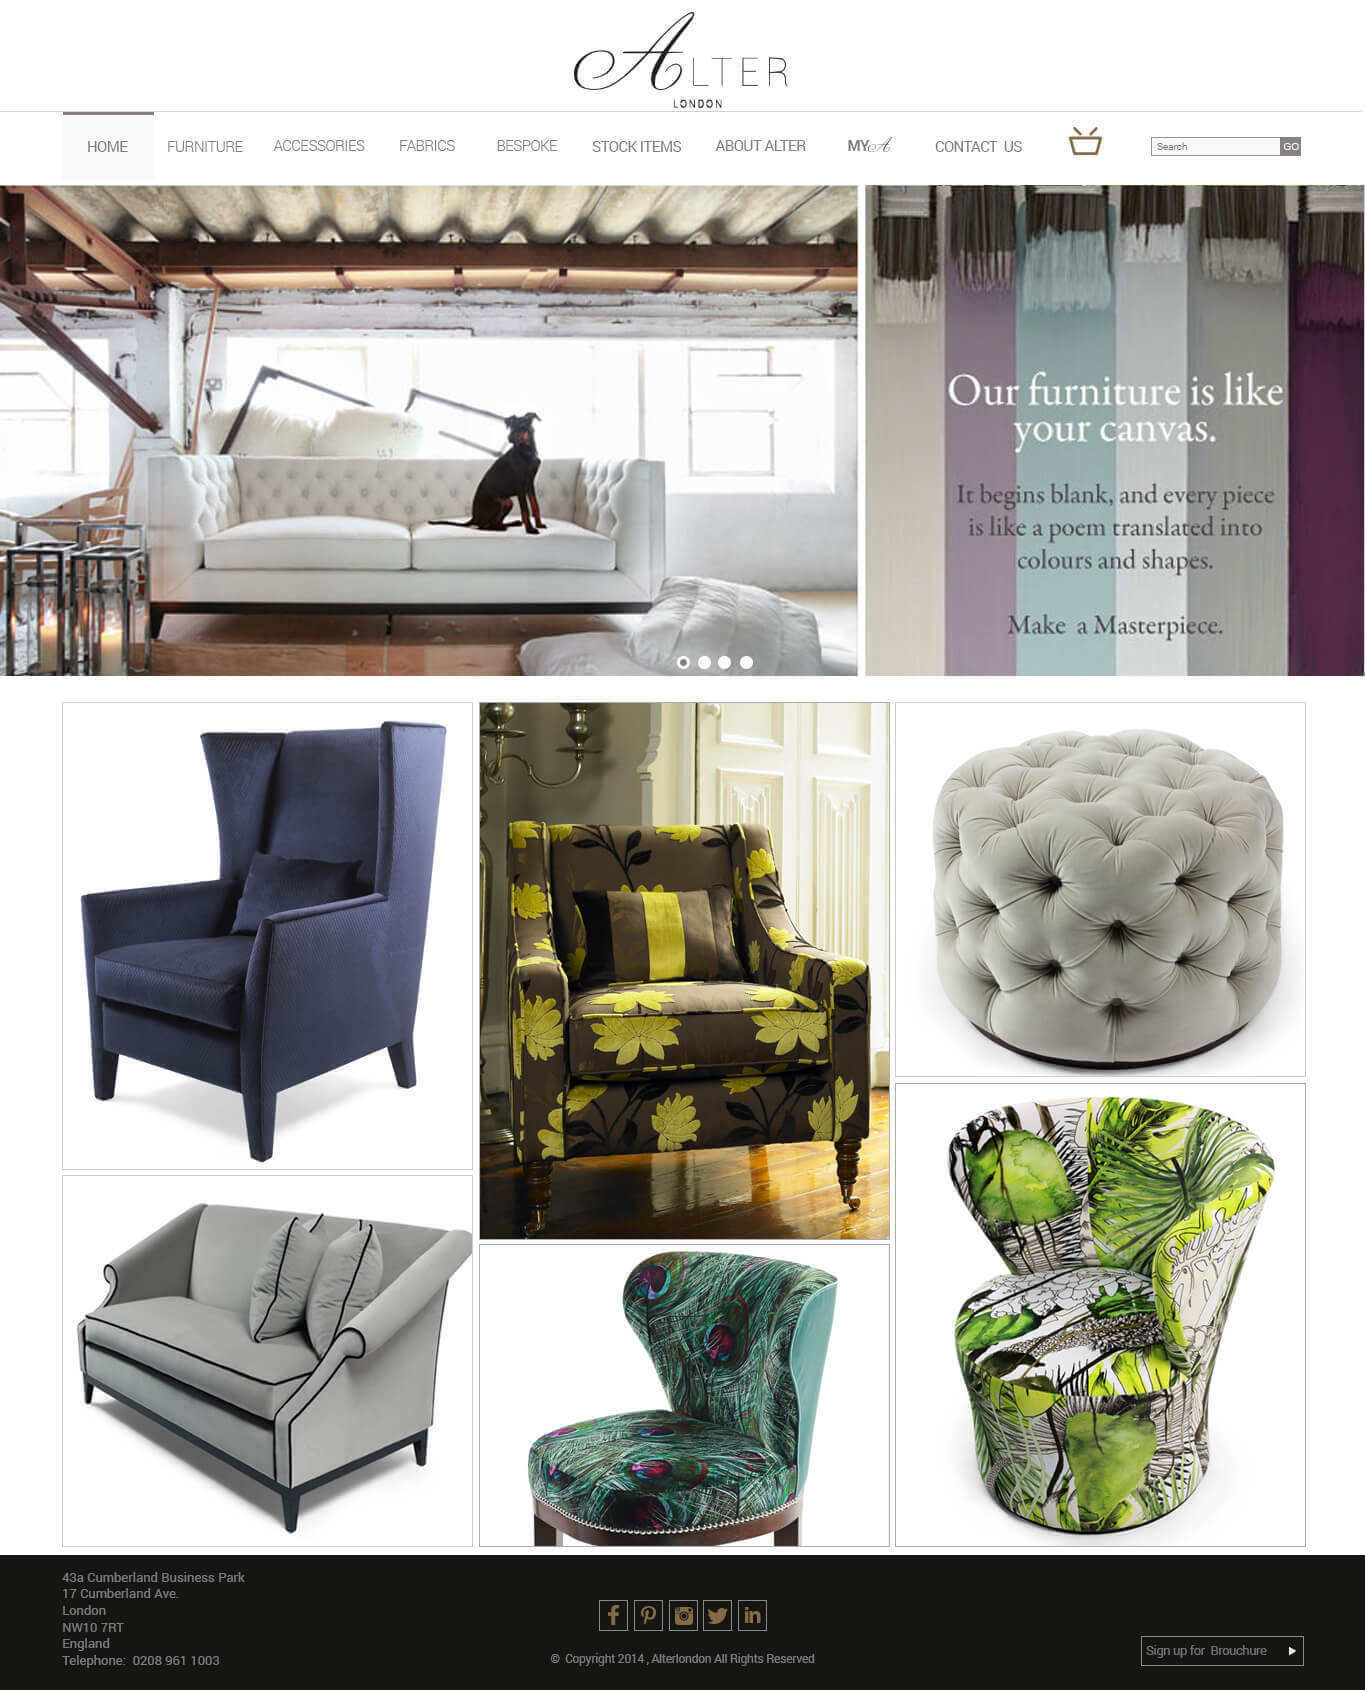 ALTER
LONDON
HOME FURNITURE ACCESSORIES FABRICS BESPOKE STOCK ITEMS ABOUT ALTER MY A CONTACT US Search GO
Our furniture is like
your canvas.
It begins blank, and every piece
is like a poem translated into
colours and shapes.
Make a Masterpiece.
43a Cumberland Business Park
17 Cumberland Ave.
London
NW10 7RT
England
Telephone: 0208 961 1003
© Copyright 2014 , Alterlondon All Rights Reserved
Sign up for Brouchure